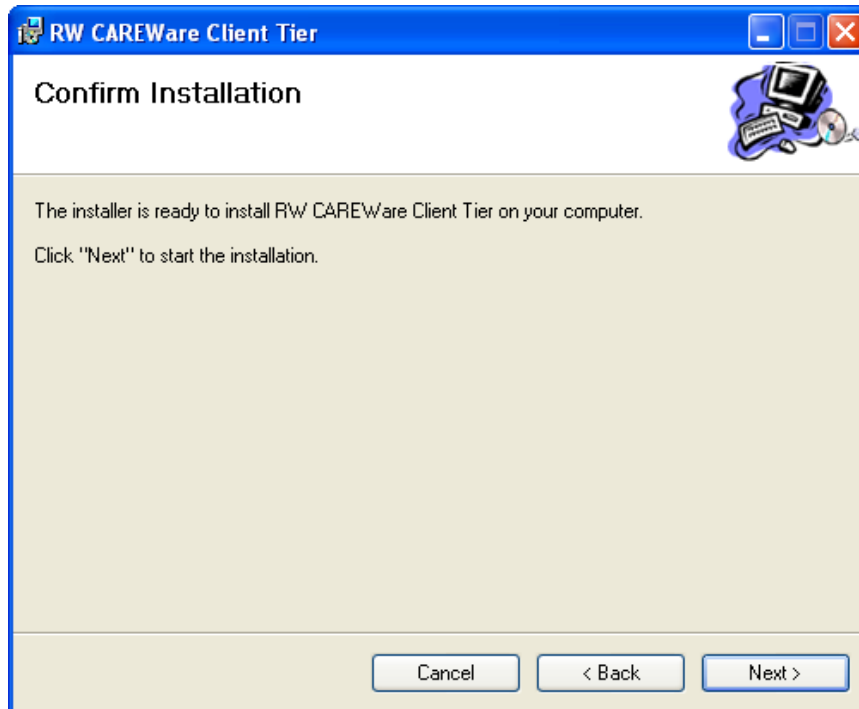 RW CAREWare Client Tier
Confirm Installation
The installer is ready to install RW CAREWare Client Tier on your computer.
Click "Next" to start the installation.
Cancel
< Back
Next >